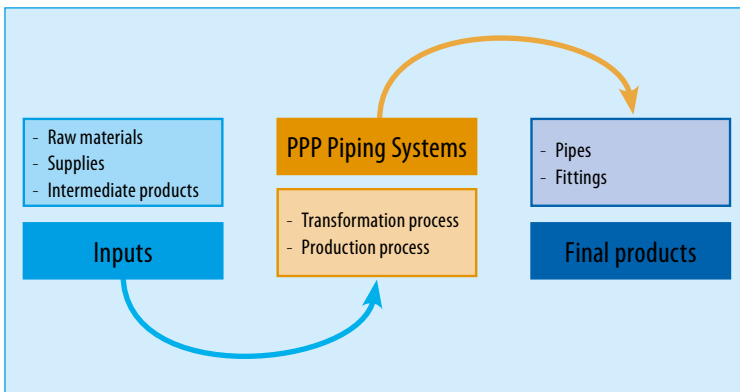 - Raw materials
- Supplies
- Intermediate products
Inputs
PPP Piping Systems
- Transformation process
- Production process
- Pipes
- Fittings
Final products